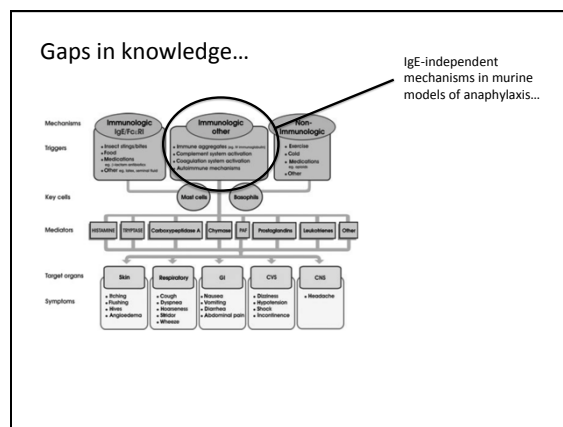 Gaps in knowledge…
IgE-independent
mechanisms in murine
models of anaphylaxis…
Mechanisms
Immunologic
IgE/FcεRI
Immunologic
other
Non-
immunologic
Triggers
• Insect stings/bites
• Food
• Medications
• Other e.g. latex, seminal fluid
• Immune aggregates
• Complement system activation
• Coagulation system activation
• Autoimmune mechanisms
• Exercise
• Cold
• Medications
e.g. opioids
• Other
Key cells
Mast cells
Basophils
Mediators
HISTAMINE
TRYPTASE
Carboxypeptidase A
Chymase
PAF
Prostaglandins
Leukotrienes
Other
Target organs
Skin
Respiratory
GI
CVS
CNS
Symptoms
• Itching
• Flushing
• Hives
• Angioedema
• Cough
• Dyspnea
• Hoarseness
• Stridor
• Wheeze
• Nausea
• Vomiting
• Diarrhea
• Abdominal pain
• Dizziness
• Hypotension
• Shock
• Incontinence
• Headache